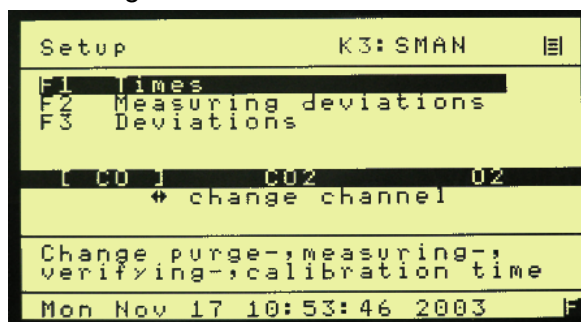 Setup K3:SMAN
F1 Times
F2 Measuring deviations
F3 Deviations
[ CO ] CO2 O2
↔ change channel
Change purge-,measuring-,
verifying-,calibration time
Mon Nov 17 10:53:46 2003 F